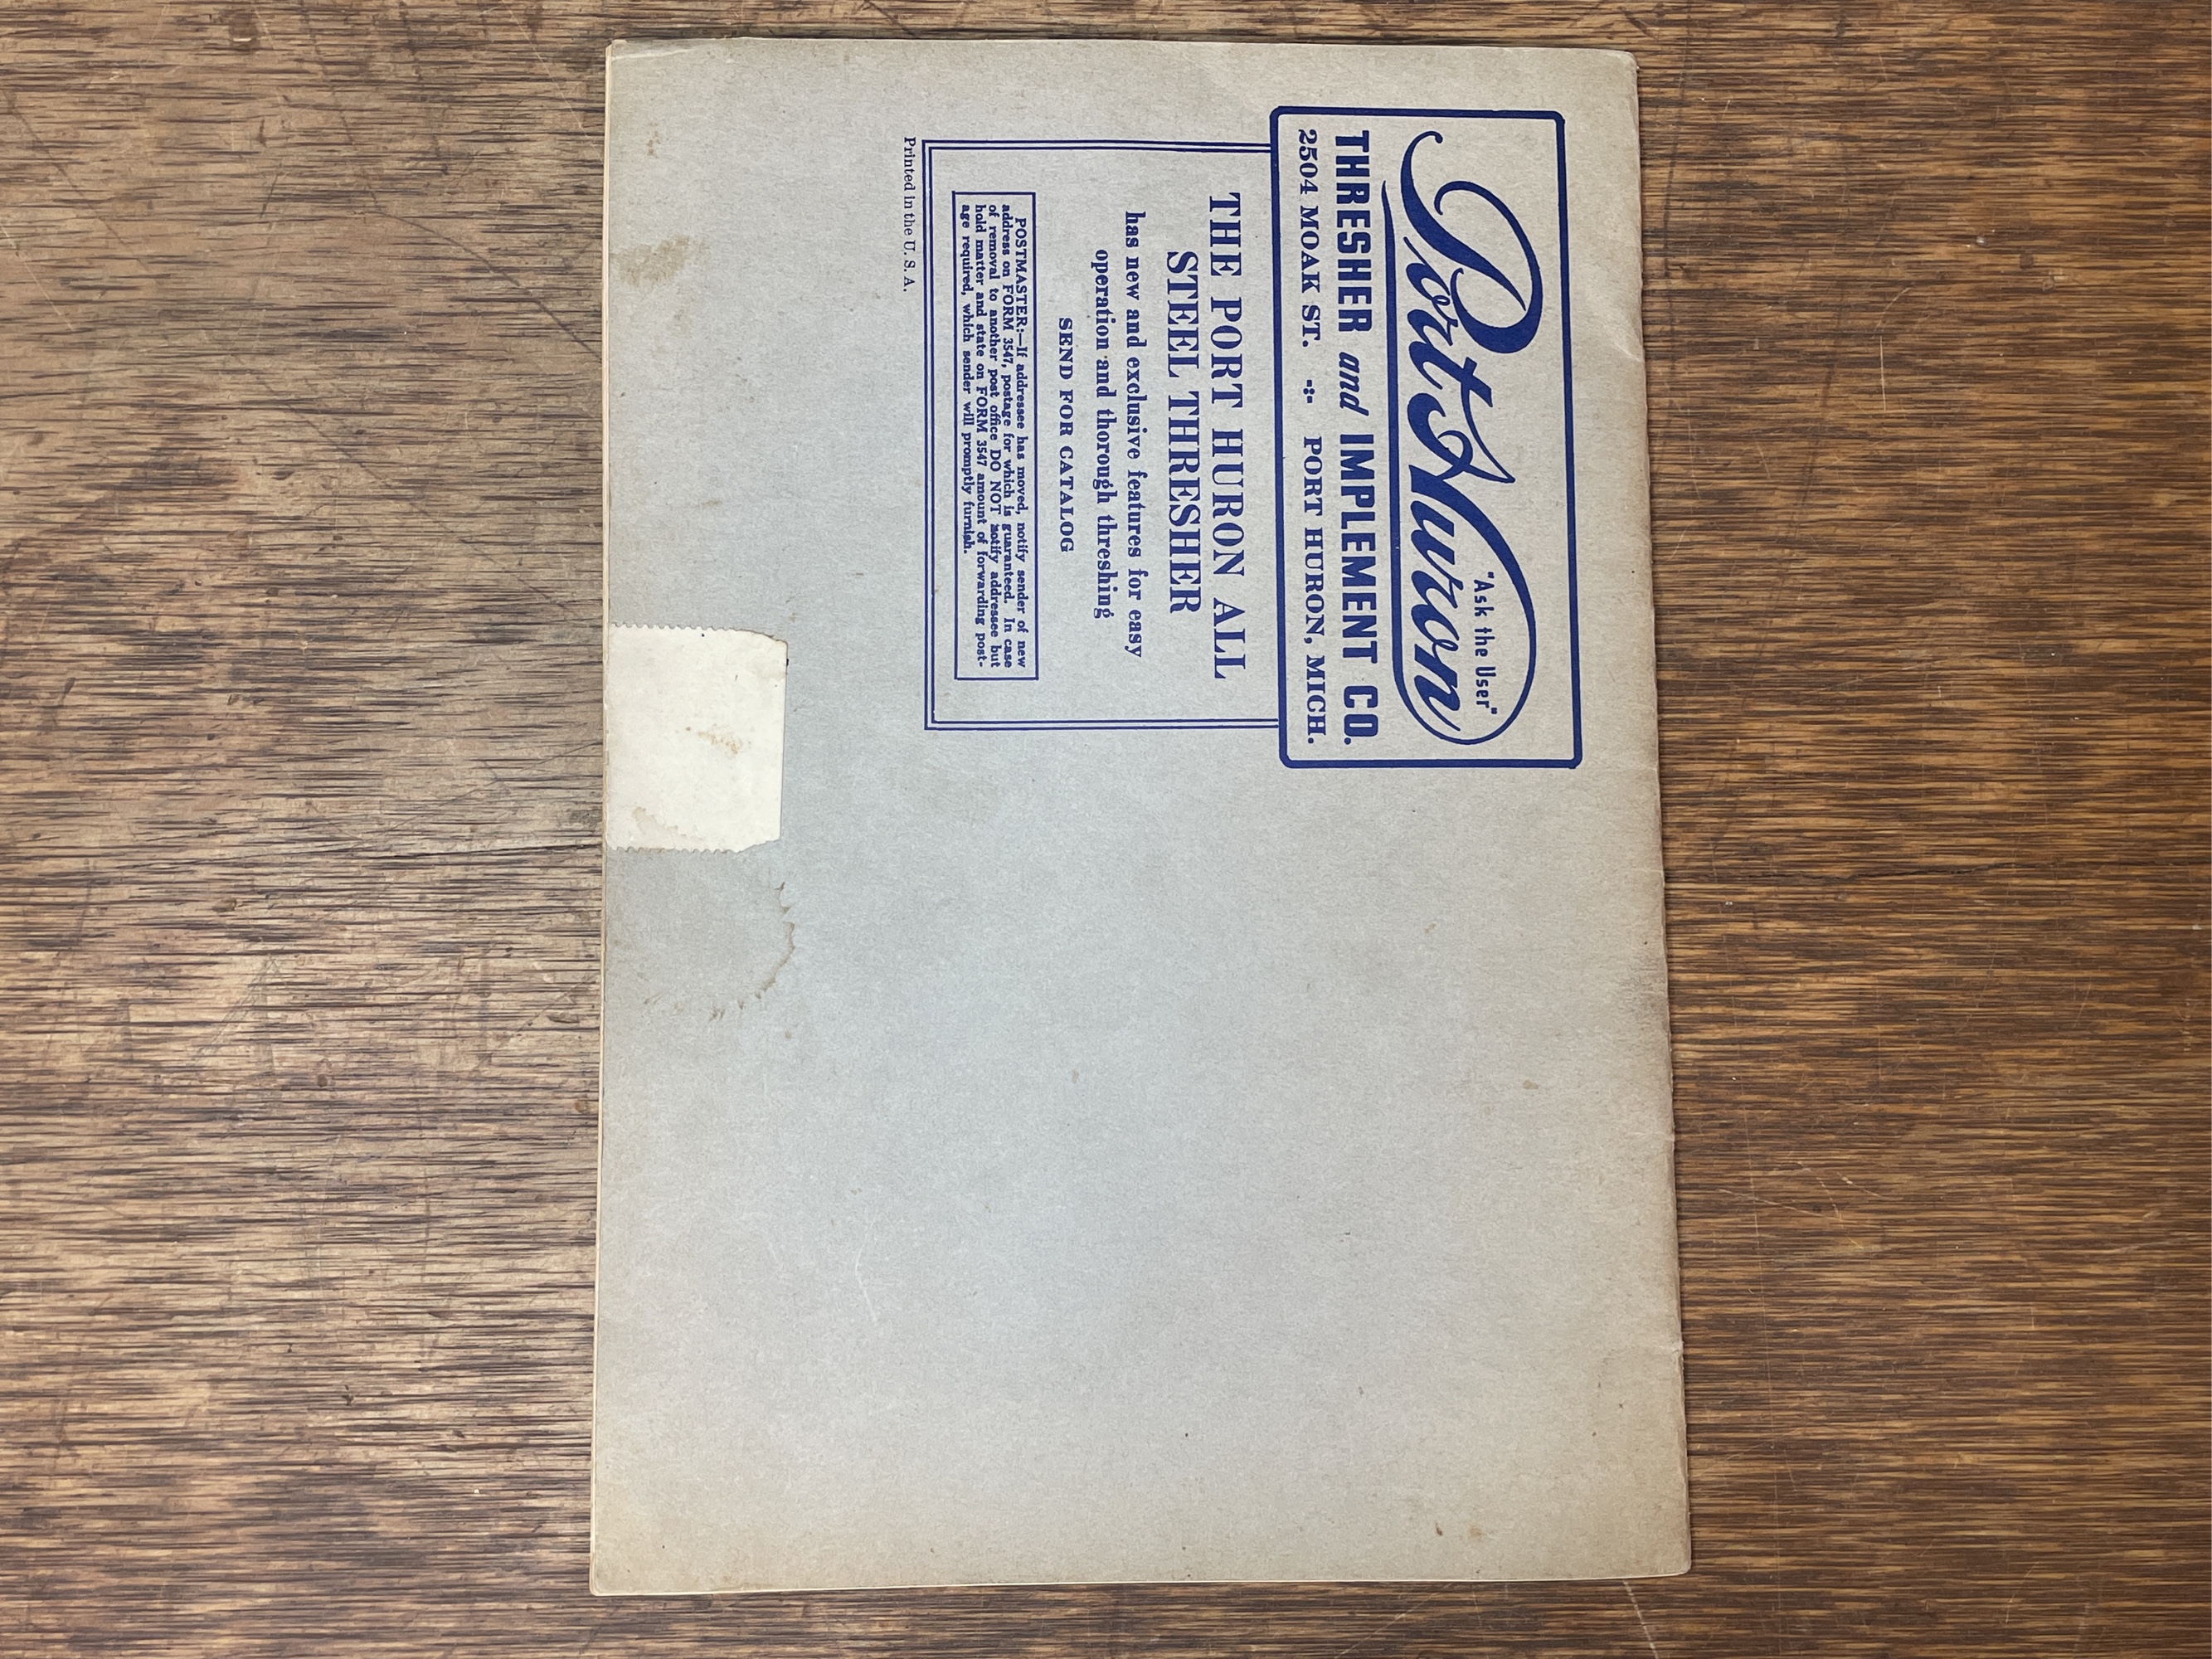 Port Huron
"Ask the User"
THRESHER and IMPLEMENT CO.
2504 MOAK ST. -:- PORT HURON, MICH.
THE PORT HURON ALL
STEEL THRESHER
has new and exclusive features for easy
operation and thorough threshing
SEND FOR CATALOG
POSTMASTER:—If addressee has moved, notify sender of new
address on FORM 3547, postage for which is guaranteed. In case
of removal to another post office DO NOT notify addressee but
hold matter and state on FORM 3547 amount of forwarding post-
age required, which sender will promptly furnish.
Printed in the U. S. A.